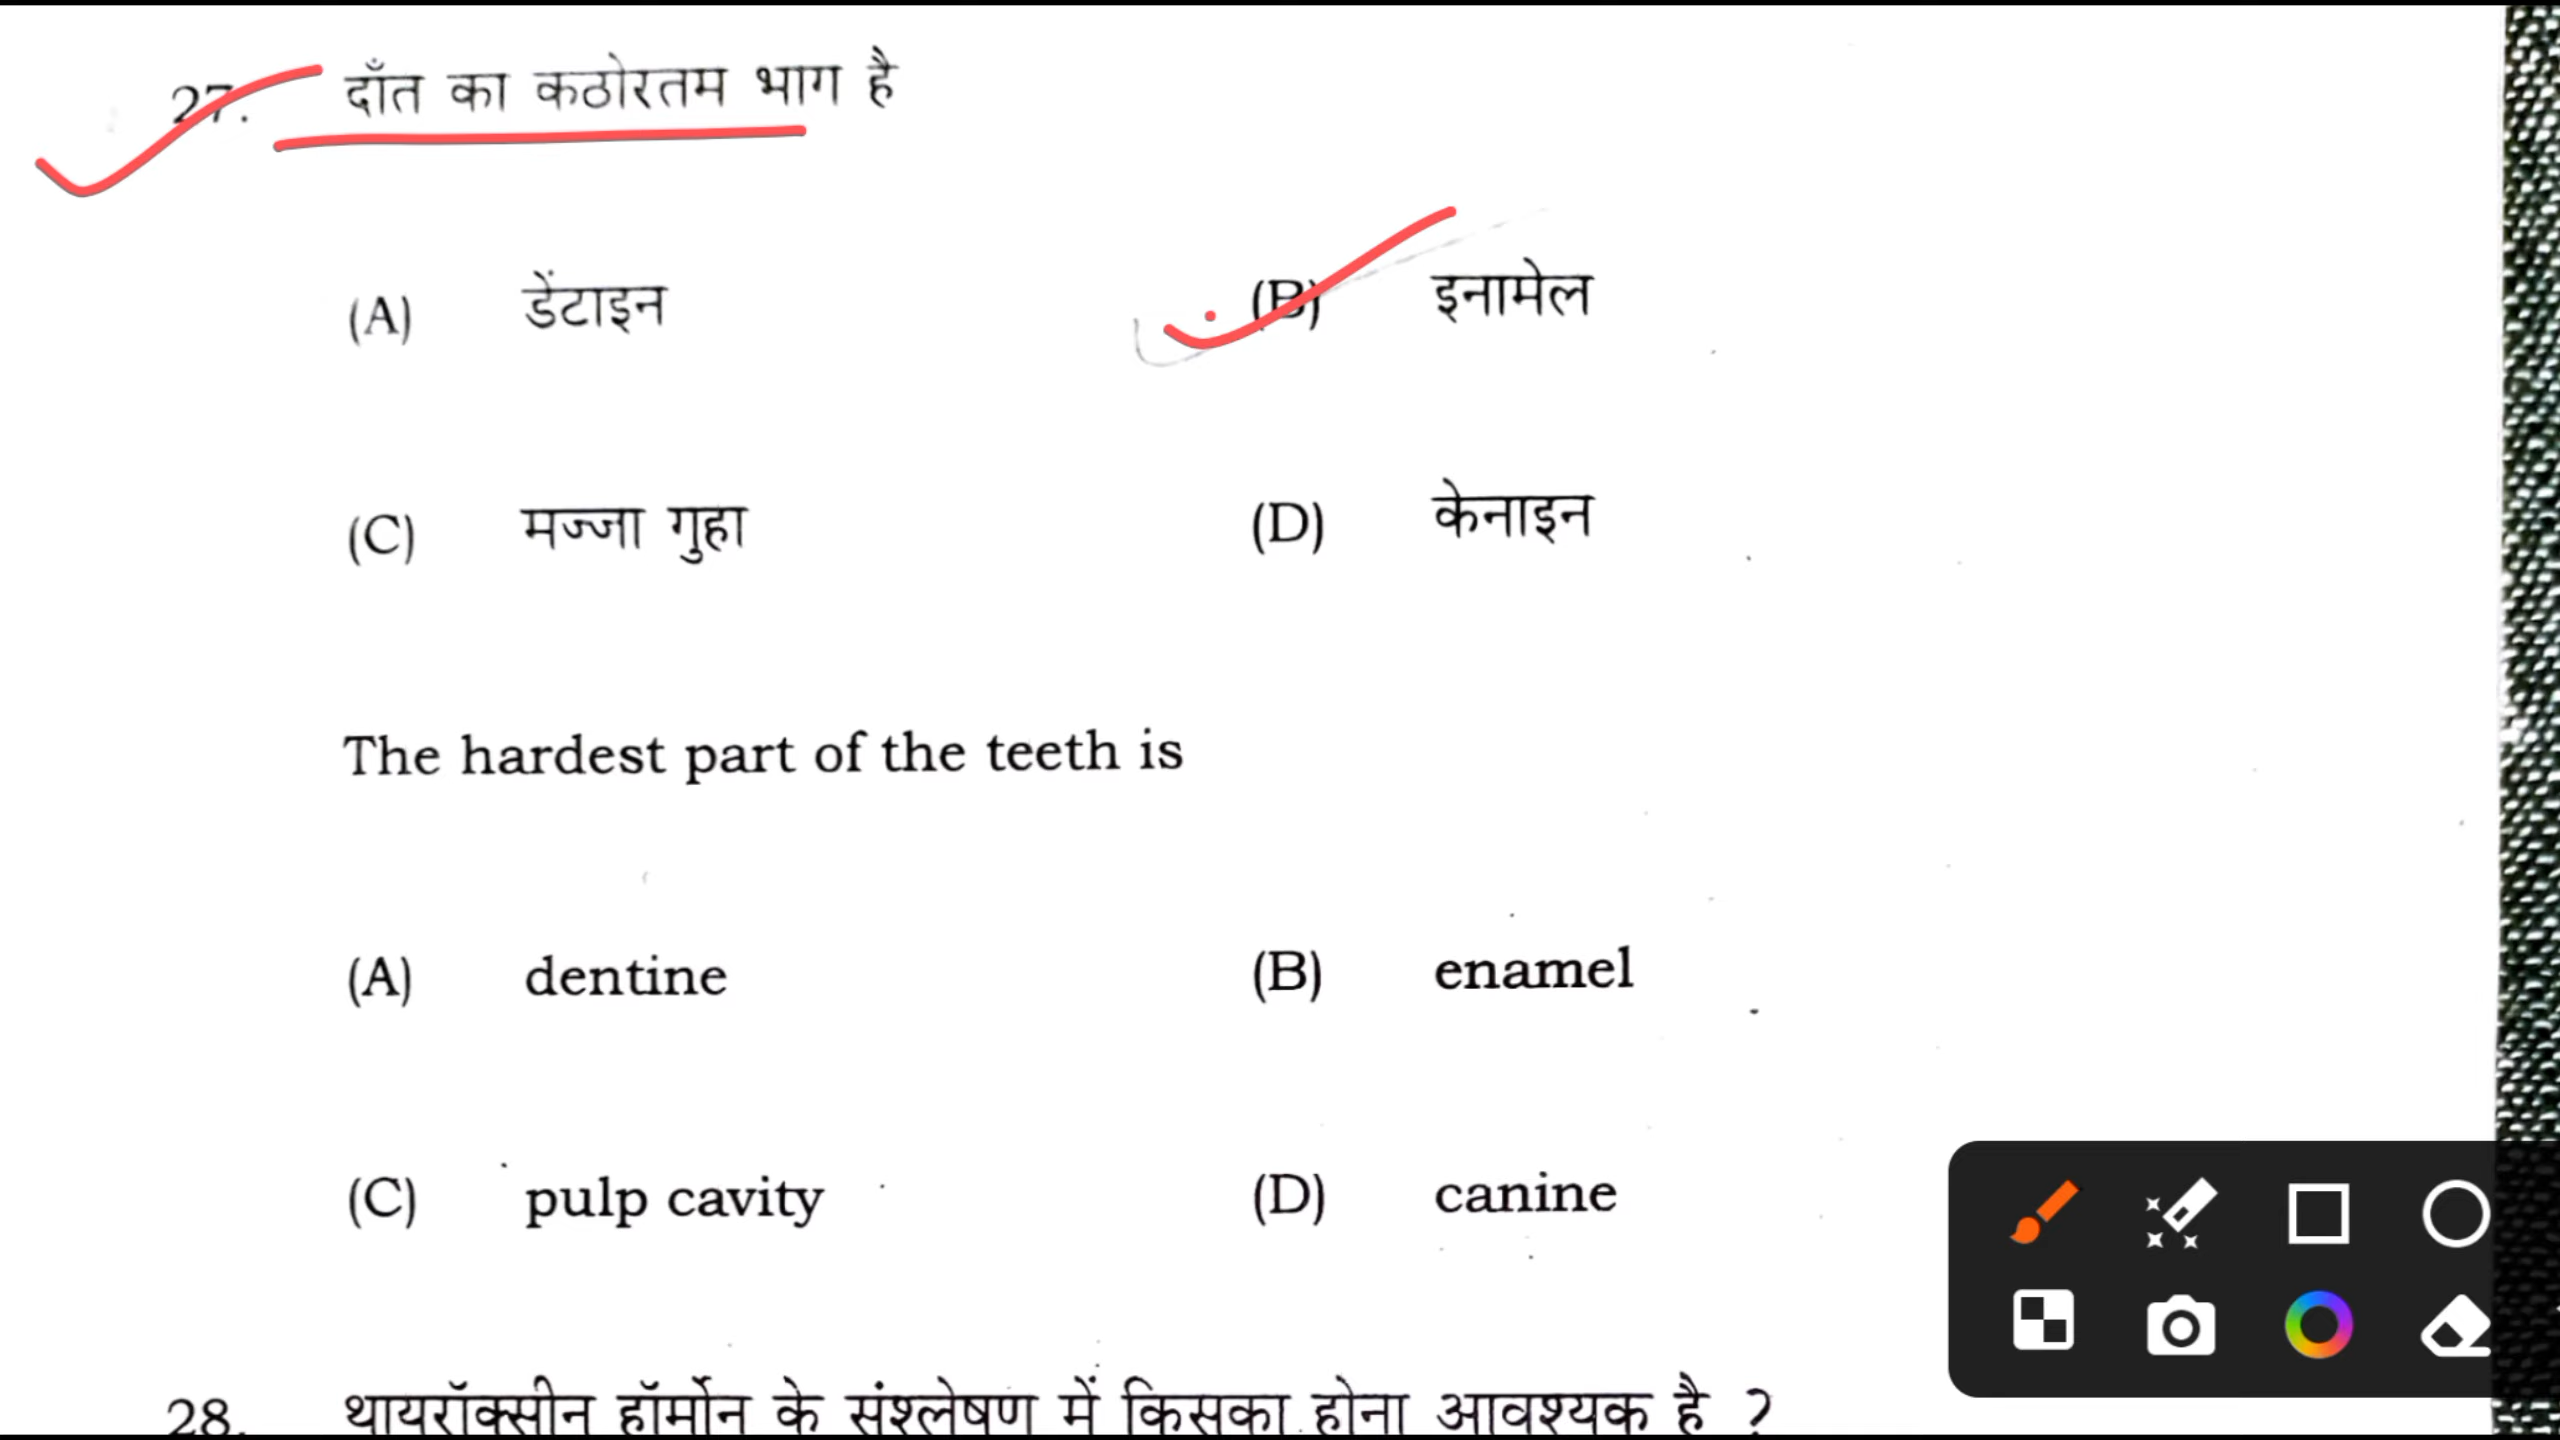 27. दाँत का कठोरतम भाग है
(A) डेंटाइन (B) इनामेल
(C) मज्जा गुहा (D) केनाइन
The hardest part of the teeth is
(A) dentine (B) enamel
(C) pulp cavity (D) canine
28. थायरॉक्सीन हॉर्मोन के संश्लेषण में किसका होना आवश्यक है ?